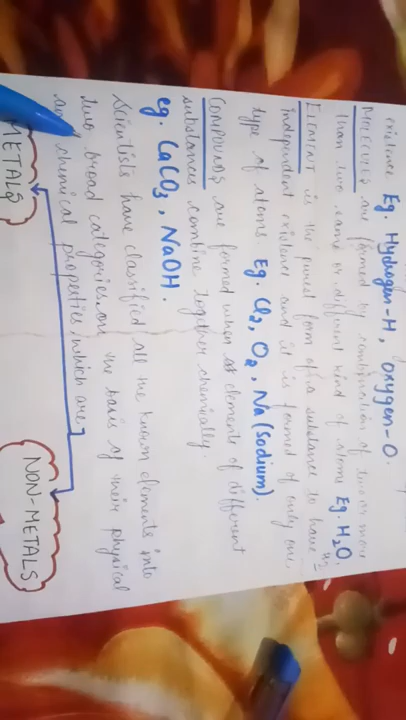 existence Eg. Hydrogen-H, Oxygen-O.
MOLECULES are formed by combination of two or more
than two same or different kind of atoms Eg. H2O.
ELEMENT is the purest form of a substance to have its
independent existence and it is formed of only one
type of atoms Eg. Cl2, O2, Na (Sodium).
COMPOUNDS are formed when elements of different
substances combine together chemically
eg. CaCO3, NaOH.
Scientists have classified all the known elements into
two broad categories on the basis of their physical
and chemical properties which are
METALS
NON-METALS